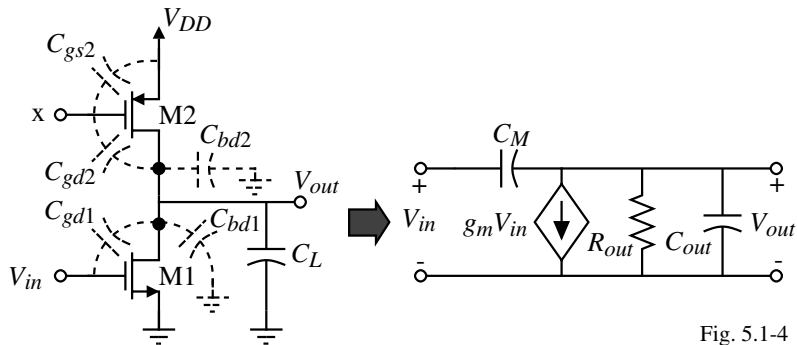 V_DD
C_gs2
x
M2
C_bd2
C_gd2
V_out
C_gd1
C_bd1
V_in
M1
C_L
C_M
+
+
V_in
g_mV_in
R_out
C_out
V_out
-
-
Fig. 5.1-4